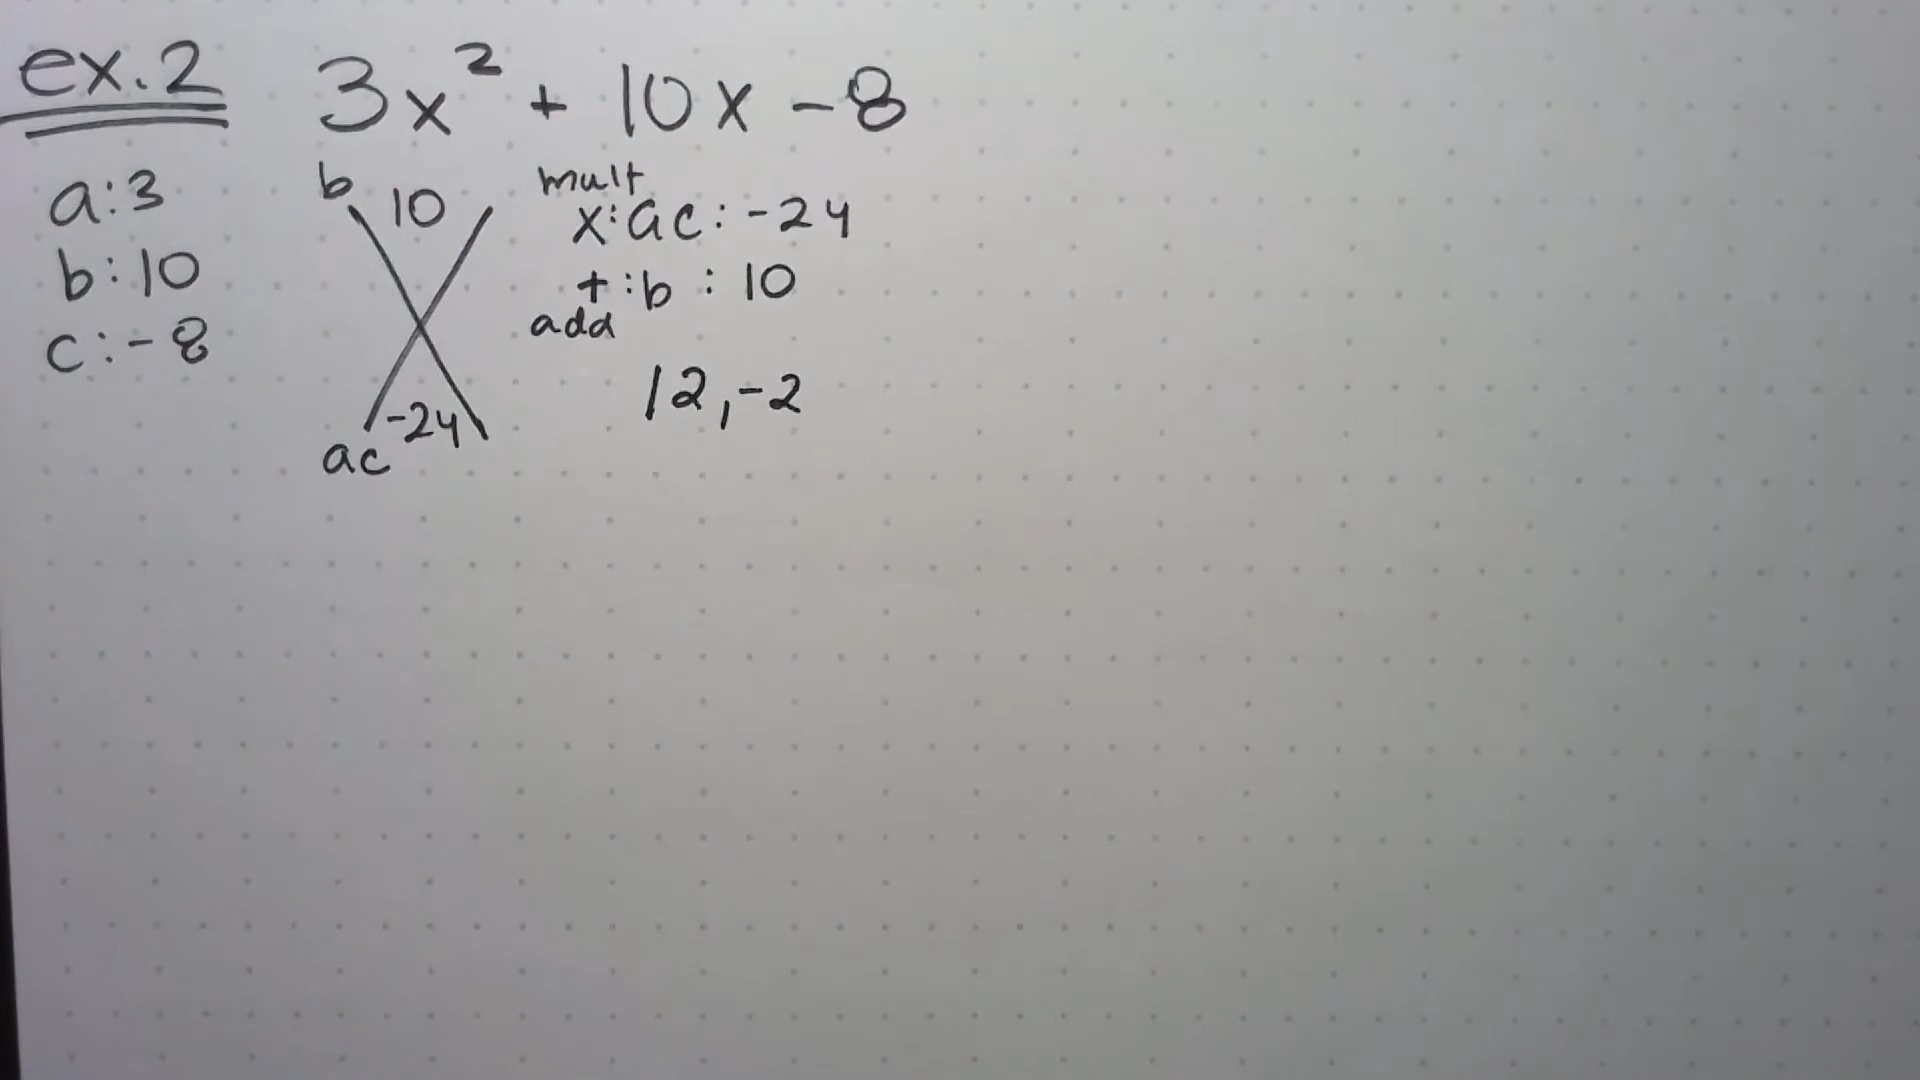 ex.2 3x² + 10x - 8
a:3
b:10
c:-8
b 10
-24
ac
mult
x:ac:-24
+:b:10
add
12,-2